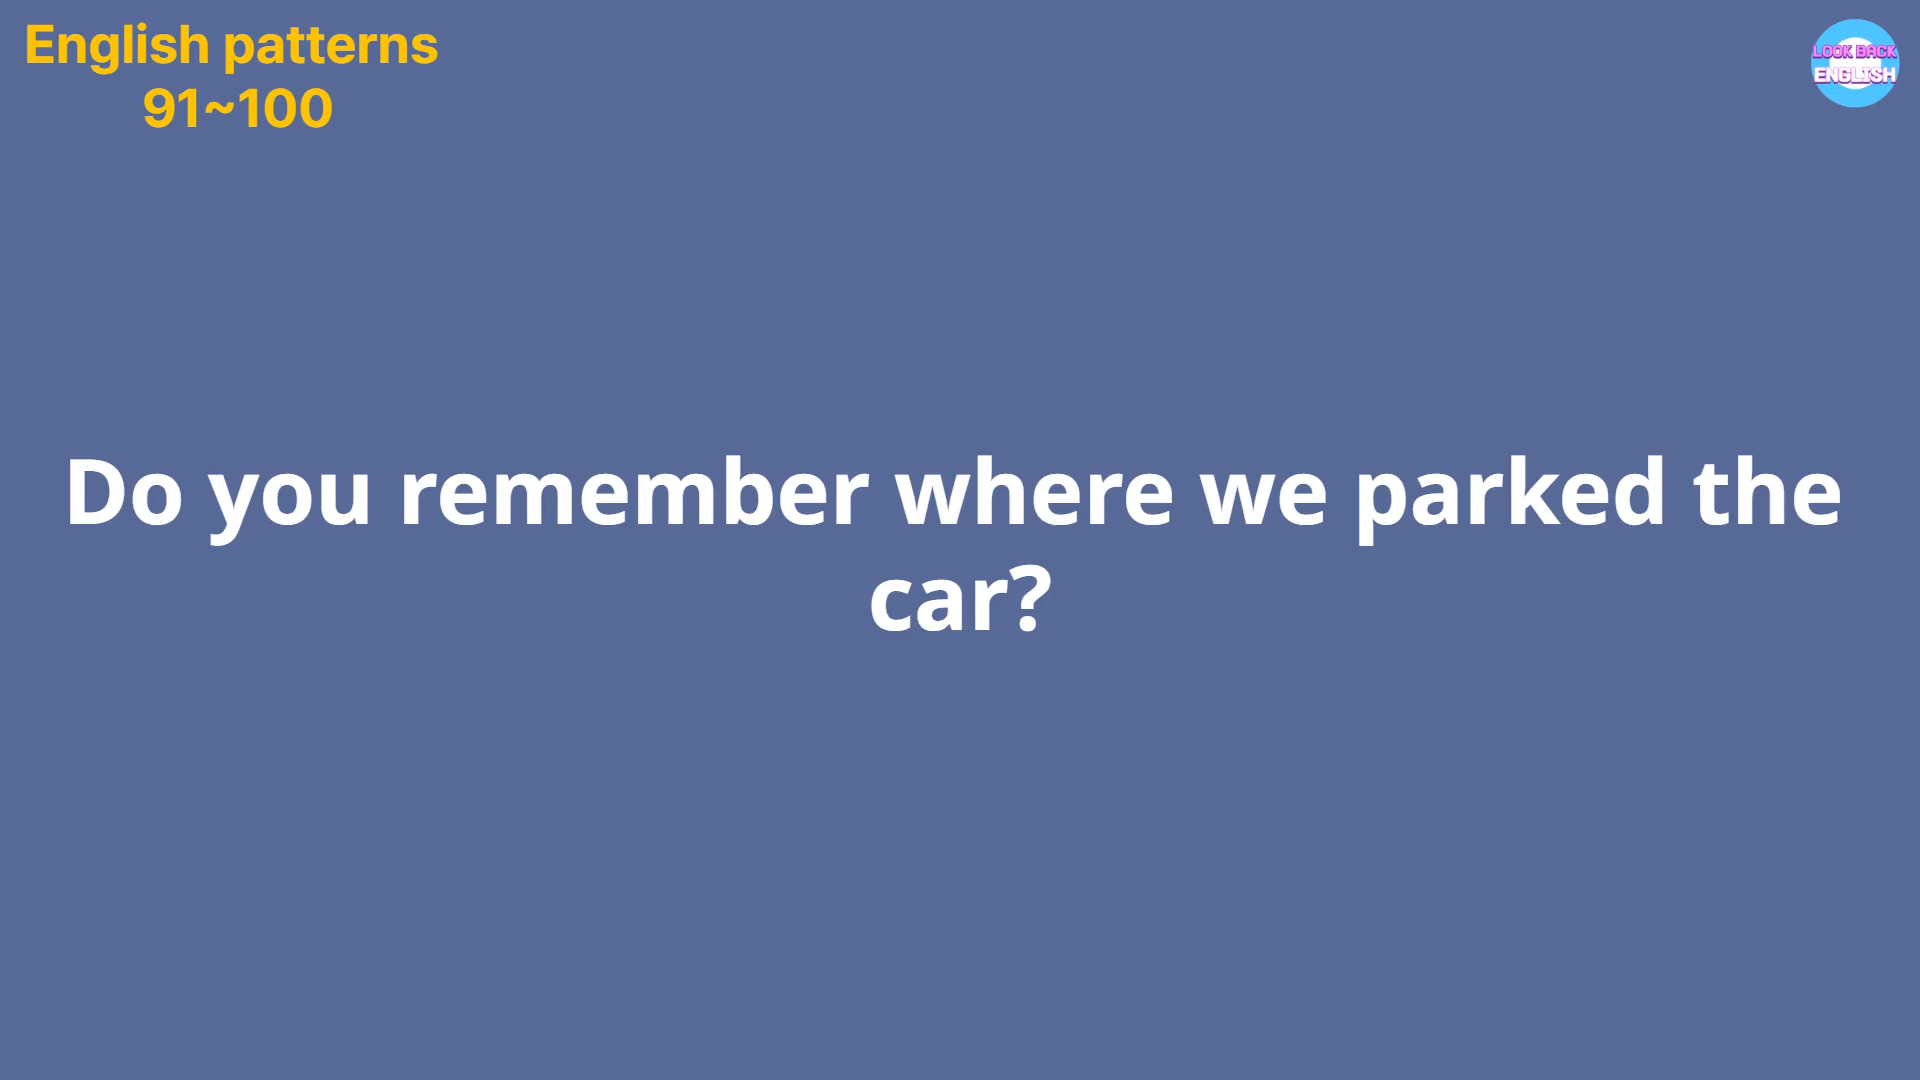 English patterns
91~100
LOOK BACK
ENGLISH
Do you remember where we parked the
car?